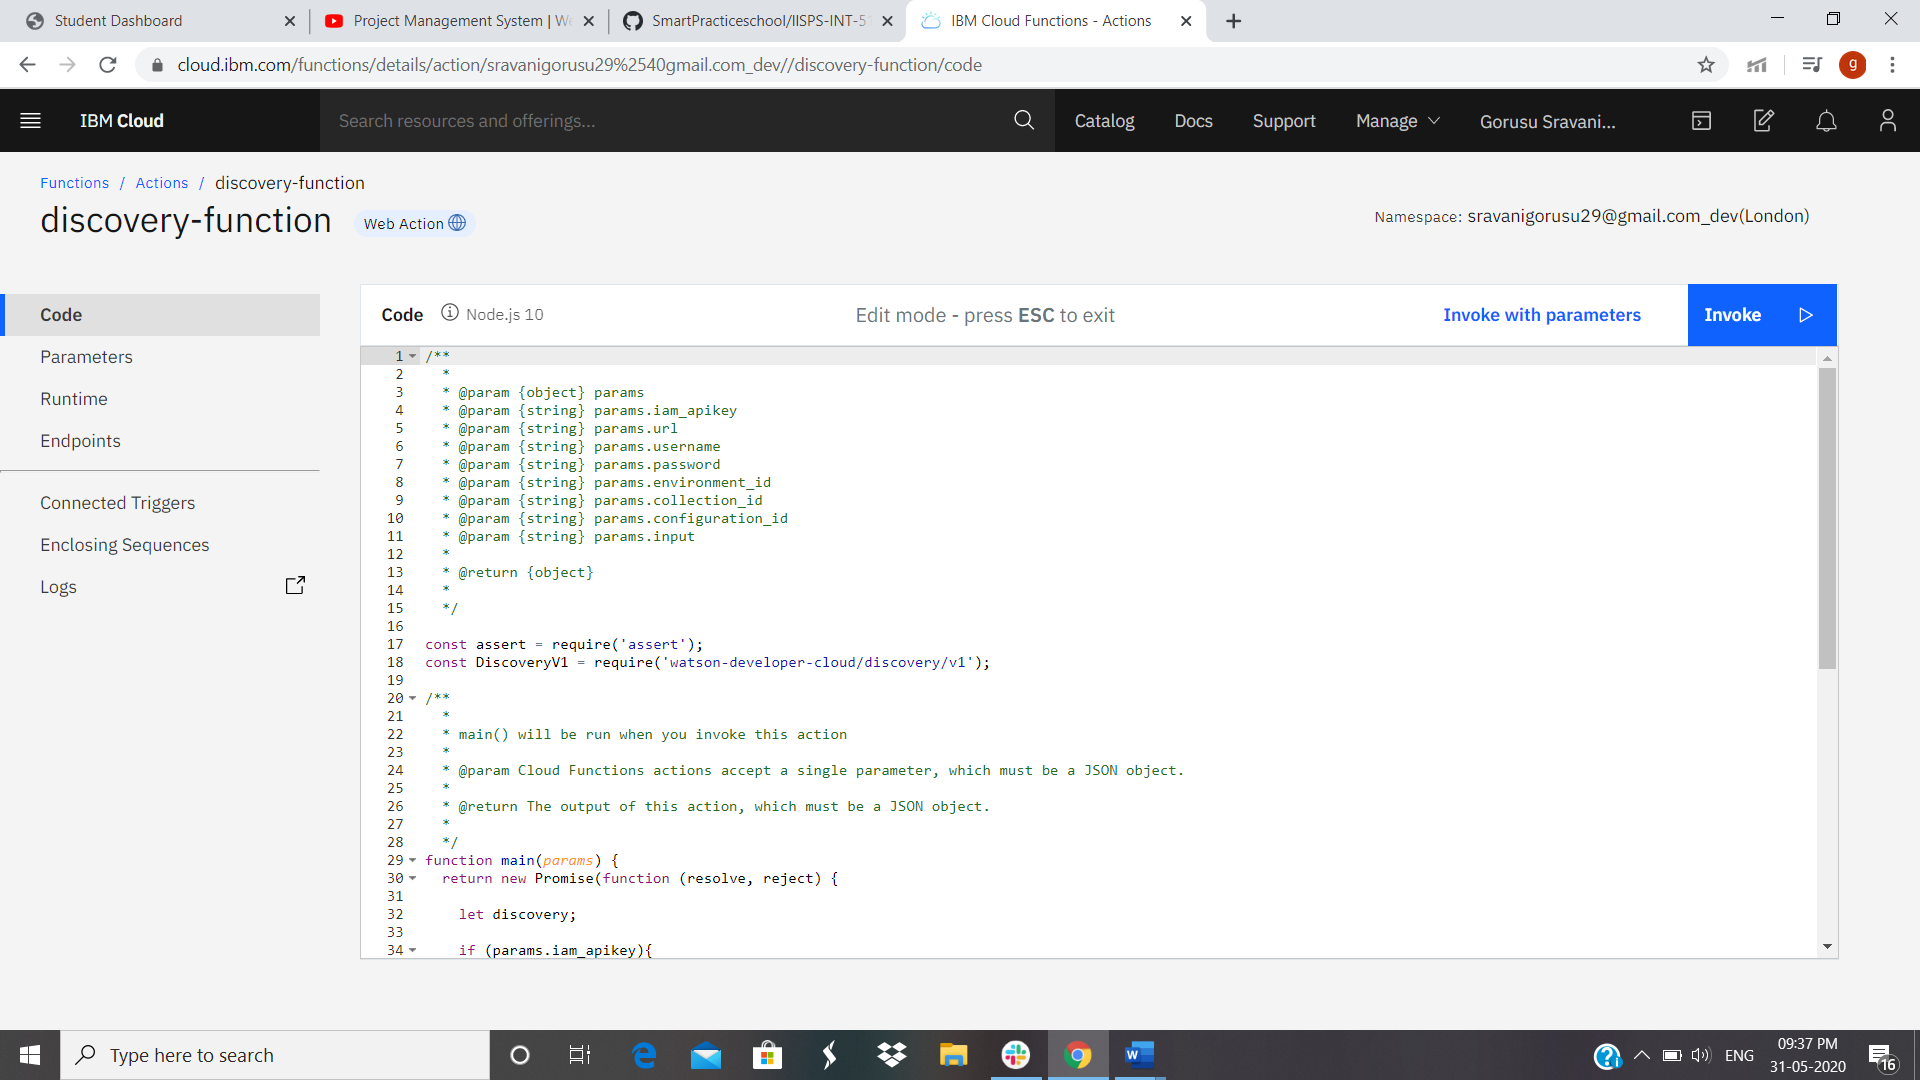 Student Dashboard
Project Management System | W
SmartPracticeschool/IISPS-INT-5
IBM Cloud Functions - Actions
cloud.ibm.com/functions/details/action/sravanigorusu29%2540gmail.com_dev//discovery-function/code
g
IBM Cloud
Search resources and offerings...
Catalog
Docs
Support
Manage
Gorusu Sravani...
Functions / Actions / discovery-function
discovery-function
Web Action
Namespace: sravanigorusu29@gmail.com_dev(London)
Code
Parameters
Runtime
Endpoints
Connected Triggers
Enclosing Sequences
Logs
Code
Node.js 10
Edit mode - press ESC to exit
Invoke with parameters
Invoke
1 /**
2 *
3 * @param {object} params
4 * @param {string} params.iam_apikey
5 * @param {string} params.url
6 * @param {string} params.username
7 * @param {string} params.password
8 * @param {string} params.environment_id
9 * @param {string} params.collection_id
10 * @param {string} params.configuration_id
11 * @param {string} params.input
12 *
13 * @return {object}
14 *
15 */
16
17 const assert = require('assert');
18 const DiscoveryV1 = require('watson-developer-cloud/discovery/v1');
19
20 /**
21 *
22 * main() will be run when you invoke this action
23 *
24 * @param Cloud Functions actions accept a single parameter, which must be a JSON object.
25 *
26 * @return The output of this action, which must be a JSON object.
27 *
28 */
29 function main(params) {
30 return new Promise(function (resolve, reject) {
31
32 let discovery;
33
34 if (params.iam_apikey){
Type here to search
ENG
09:37 PM
31-05-2020
16